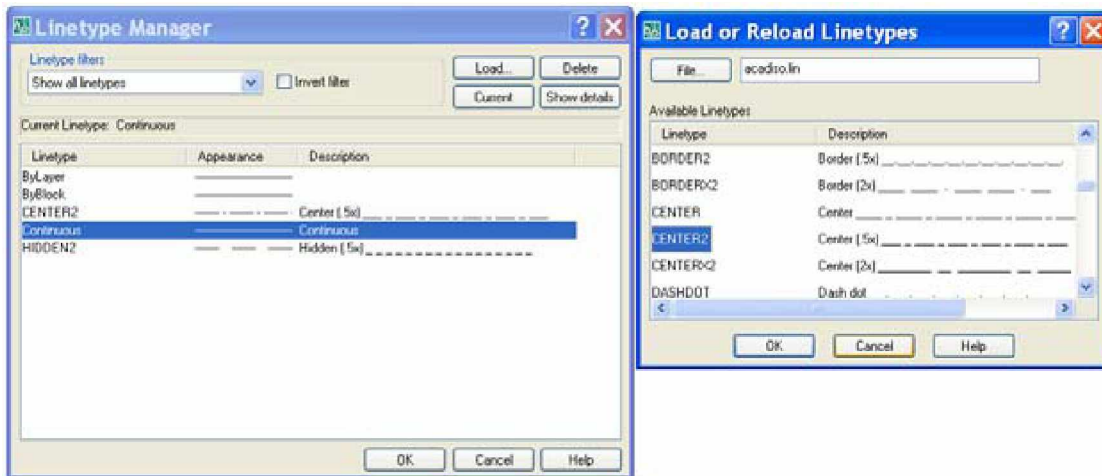 Linetype Manager
Linetype filters
Show all linetypes
Invert filter
Load...
Delete
Current
Show details
Current Linetype: Continuous
Linetype Appearance Description
ByLayer
ByBlock
CENTER2 Center (.5x)
Continuous Continuous
HIDDEN2 Hidden (.5x)
OK Cancel Help
Load or Reload Linetypes
File... acadiso.lin
Available Linetypes
Linetype Description
BORDER2 Border (.5x)
BORDERX2 Border (2x)
CENTER Center
CENTER2 Center (.5x)
CENTERX2 Center (2x)
DASHDOT Dash dot
OK Cancel Help